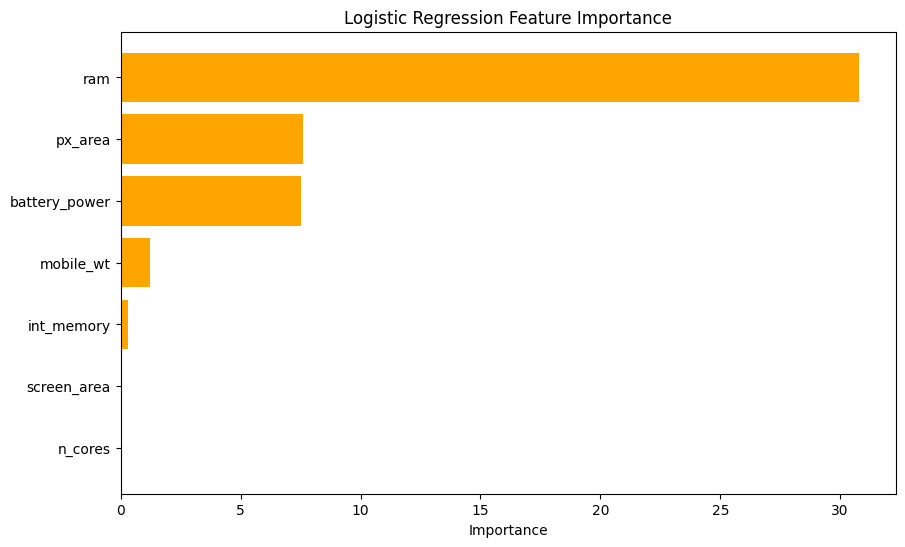 Logistic Regression Feature Importance
ram
px_area
battery_power
mobile_wt
int_memory
screen_area
n_cores
0 5 10 15 20 25 30
Importance